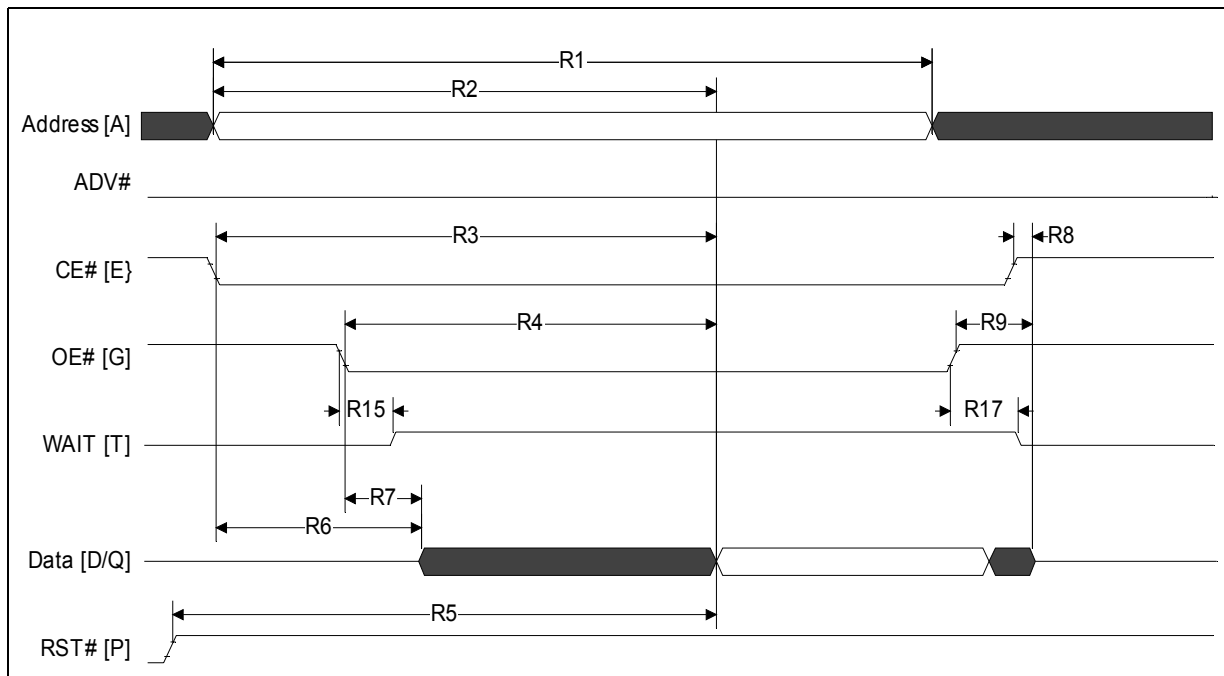 R1
R2
Address [A]
ADV#
R3
R8
CE# [E}
R4
R9
OE# [G]
R15
R17
WAIT [T]
R7
R6
Data [D/Q]
R5
RST# [P]